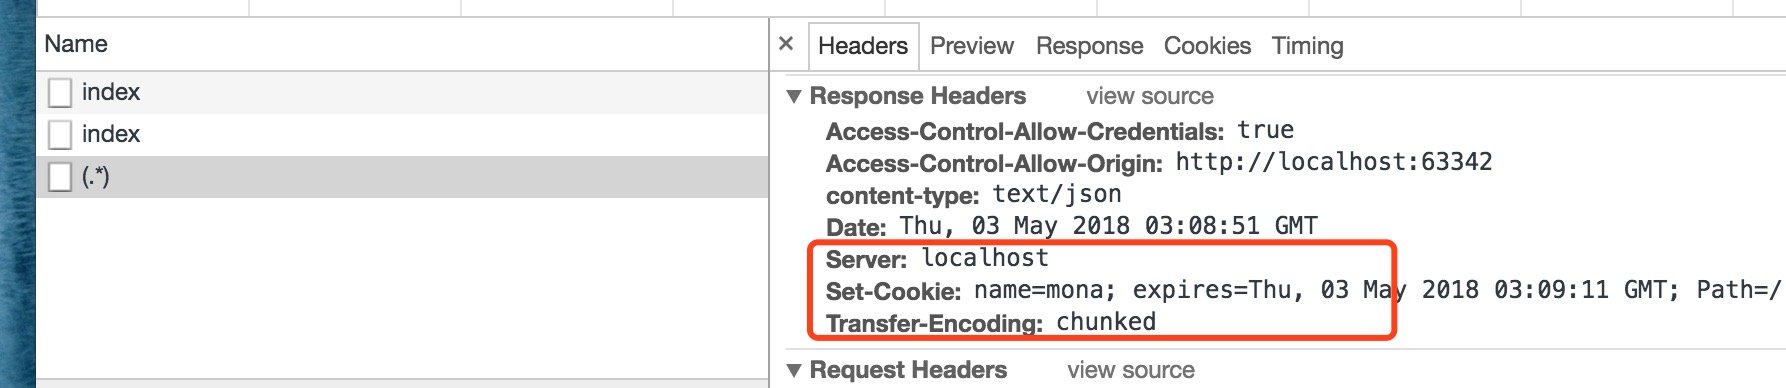 Name
index
index
(.*)
× Headers Preview Response Cookies Timing
▼ Response Headers view source
Access-Control-Allow-Credentials: true
Access-Control-Allow-Origin: http://localhost:63342
content-type: text/json
Date: Thu, 03 May 2018 03:08:51 GMT
Server: localhost
Set-Cookie: name=mona; expires=Thu, 03 May 2018 03:09:11 GMT; Path=/
Transfer-Encoding: chunked
▼ Request Headers view source